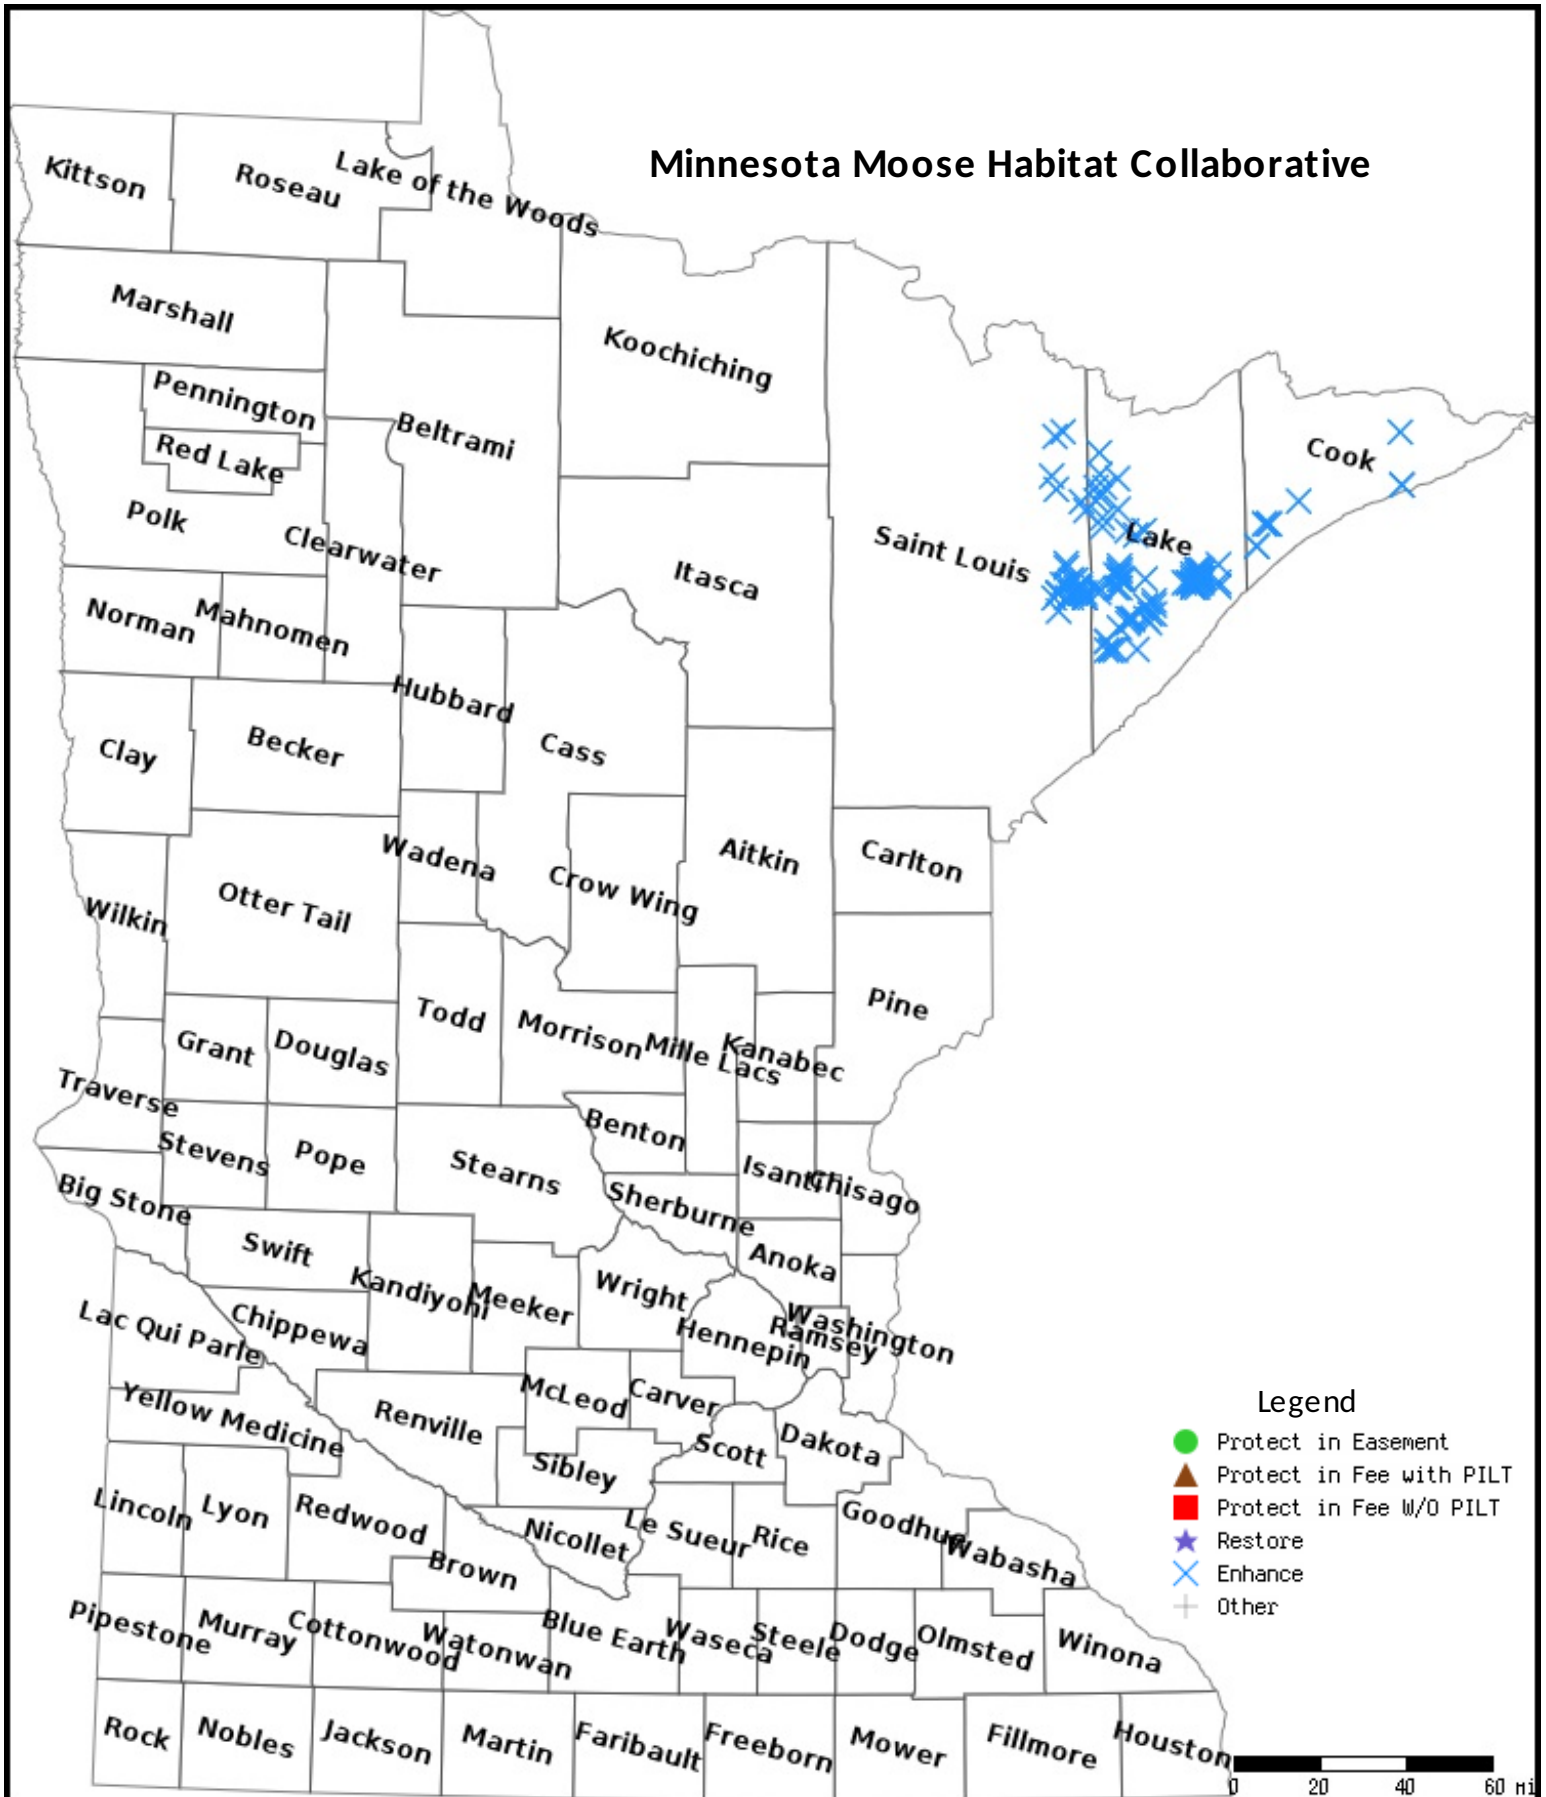 Minnesota Moose Habitat Collaborative
Kittson
Roseau
Lake of the Woods
Marshall
Koochiching
Pennington
Beltrami
Red Lake
Cook
Polk
Clearwater
Saint Louis
Lake
Itasca
Norman
Mahnomen
Hubbard
Clay
Becker
Cass
Wadena
Aitkin
Carlton
Crow Wing
Otter Tail
Wilkin
Pine
Todd
Morrison
Grant
Douglas
Mille Lacs
Kanabec
Traverse
Benton
Stevens
Pope
Stearns
Isanti
Chisago
Big Stone
Sherburne
Swift
Anoka
Kandiyohi
Meeker
Wright
Washington
Ramsey
Hennepin
Lac Qui Parle
Chippewa
McLeod
Carver
Yellow Medicine
Renville
Scott
Dakota
Sibley
Lincoln
Lyon
Redwood
Nicollet
Le Sueur
Rice
Goodhue
Wabasha
Brown
Pipestone
Murray
Cottonwood
Watonwan
Blue Earth
Waseca
Steele
Dodge
Olmsted
Winona
Rock
Nobles
Jackson
Martin
Faribault
Freeborn
Mower
Fillmore
Houston
Legend
Protect in Easement
Protect in Fee with PILT
Protect in Fee W/O PILT
Restore
Enhance
Other
0 20 40 60 mi